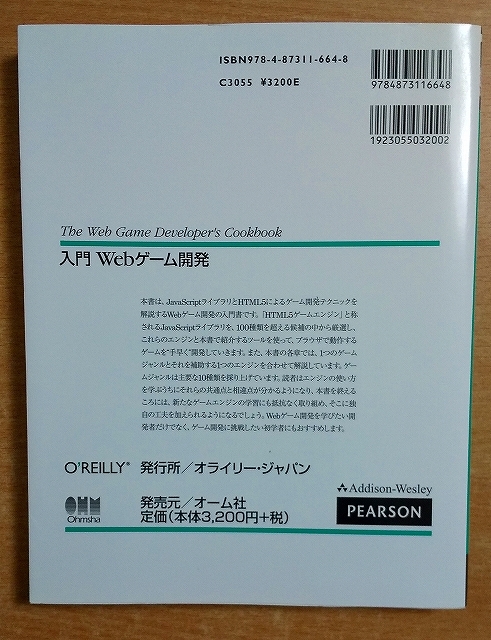 ISBN978-4-87311-664-8
C3055 ¥3200E
9784873116648
1923055032002
The Web Game Developer's Cookbook
入門 Webゲーム開発
本書は、JavaScriptライブラリとHTML5によるゲーム開発テクニックを
解説するWebゲーム開発の入門書です。「HTML5ゲームエンジン」と称
されるJavaScriptライブラリを、100種類を超える候補の中から厳選し、
これらのエンジンと本書で紹介するツールを使って、ブラウザで動作する
ゲームを"手早く"開発していきます。また、本書の各章では、1つのゲーム
ジャンルとそれを補助する1つのエンジンを合わせて解説しています。ゲー
ムジャンルは主要な10種類を採り上げています。読者はエンジンの使い方
を学ぶうちにそれらの共通点と相違点が分かるようになり、本書を終える
ころには、新たなゲームエンジンの学習にも抵抗なく取り組め、そこに独
自の工夫を加えられるようになるでしょう。Webゲーム開発を学びたい開
発者だけでなく、ゲーム開発に挑戦したい初学者にもおすすめします。
O'REILLY® 発行所／オライリー・ジャパン
OHM
Ohmsha
発売元／オーム社
定価(本体3,200円+税)
Addison-Wesley
PEARSON